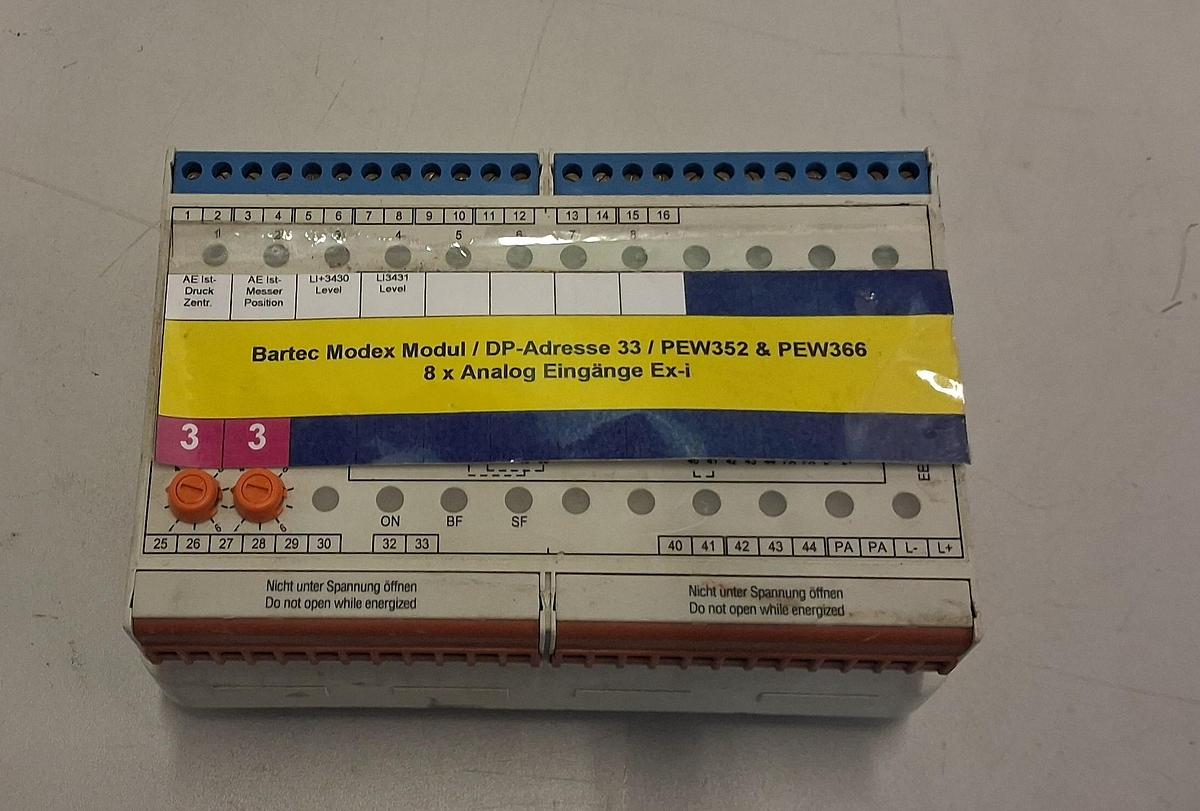 1 2 3 4 5 6 7 8 9 10 11 12 13 14 15 16
1 2 3 4 5 6 7 8
AE Ist-
Druck
Zentr.
AE Ist-
Messer
Position
LI+3430
Level
LI3431
Level
Bartec Modex Modul / DP-Adresse 33 / PEW352 & PEW366
8 x Analog Eingänge Ex-i
3 3
6 6
ON BF SF
25 26 27 28 29 30 32 33 40 41 42 43 44 PA PA L- L+
Nicht unter Spannung öffnen
Do not open while energized
Nicht unter Spannung öffnen
Do not open while energized